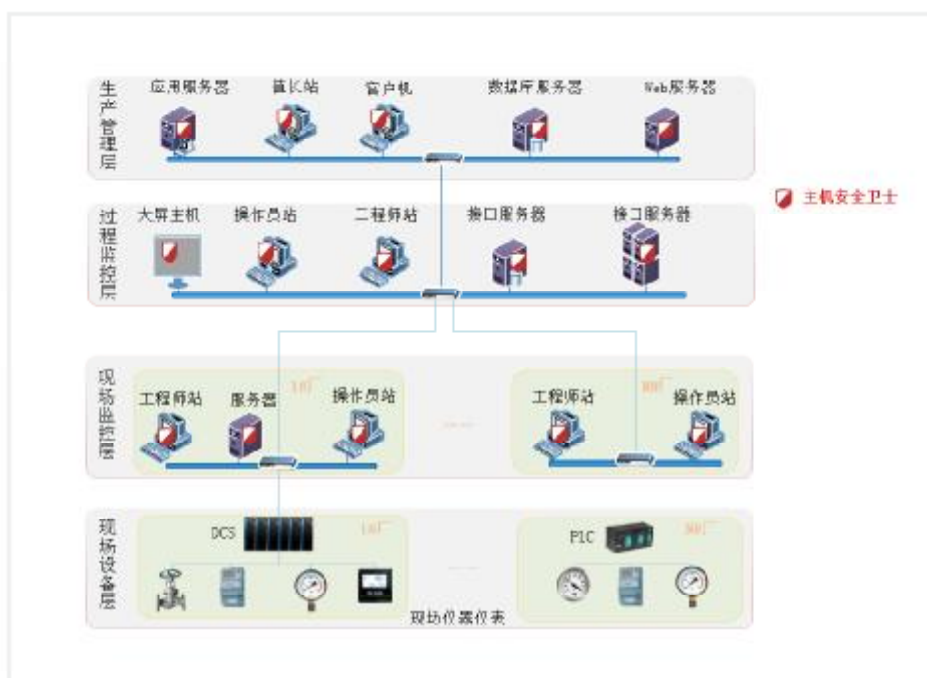 生产管理层
应用服务器
值长站
客户机
数据库服务器
Web服务器
主机安全卫士
过程监控层
大屏主机
操作员站
工程师站
接口服务器
接口服务器
现场监控层
工程师站
服务器
操作员站
工程师站
操作员站
现场设备层
DCS
PLC
现场仪器仪表